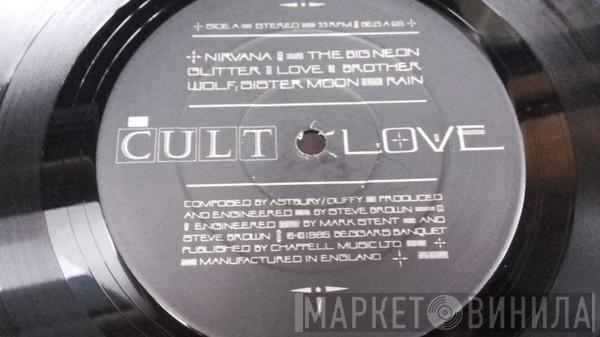 SIDE A STEREO 33 RPM BEGA 65
NIRVANA THE BIG NEON
GLITTER LOVE BROTHER
WOLF; SISTER MOON RAIN
CULT LOVE
COMPOSED BY ASTBURY/DUFFY PRODUCED
AND ENGINEERED BY STEVE BROWN
ENGINEERED BY MARK STENT AND
STEVE BROWN ℗©1985 BEGGARS BANQUET
PUBLISHED BY CHAPPELL MUSIC LTD
MANUFACTURED IN ENGLAND
МАРКЕТ ВИНИЛА